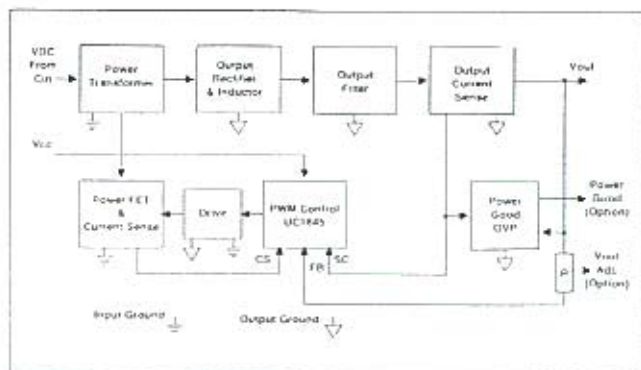 VDC
From
Cin
Power
Transformer
Output
Rectifier
& Inductor
Output
Filter
Output
Current
Sense
Vout
Vcc
Power FET
&
Current Sense
Drive
PWM Control
UC1845
Power
Good
OVP
Power
Good
(Option)
CS
FB
SC
R
Vout
Adj.
(Option)
Input Ground
Output Ground